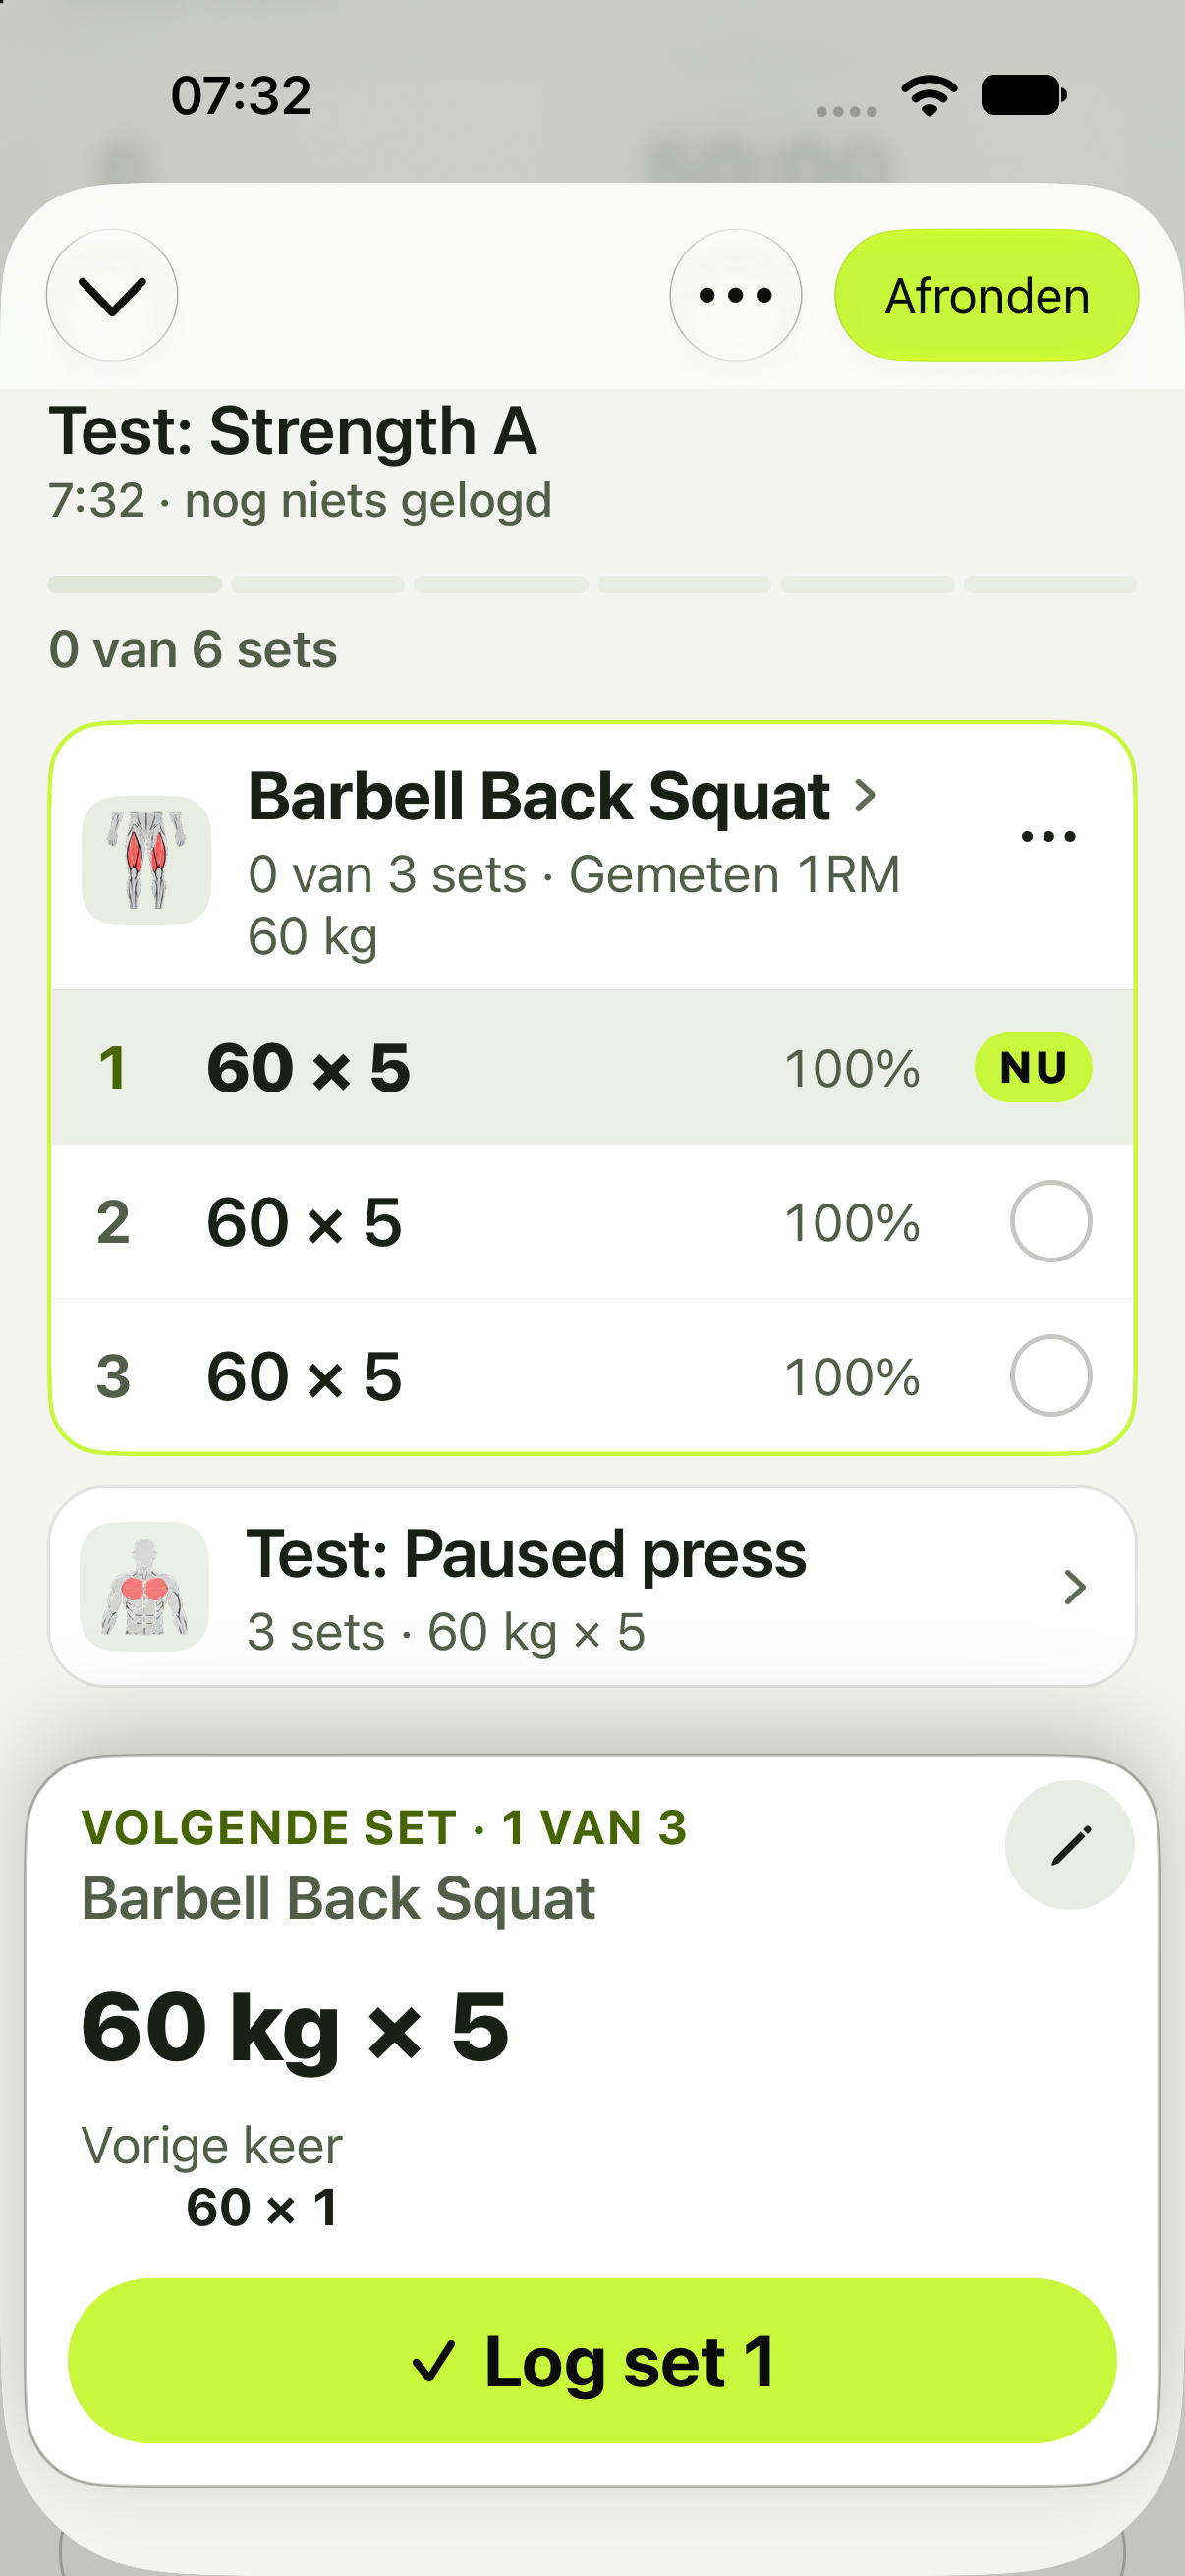 07:32
Afronden
Test: Strength A
7:32 · nog niets gelogd
0 van 6 sets
Barbell Back Squat
0 van 3 sets · Gemeten 1RM
60 kg
1 60 × 5 100% NU
2 60 × 5 100%
3 60 × 5 100%
Test: Paused press
3 sets · 60 kg × 5
VOLGENDE SET · 1 VAN 3
Barbell Back Squat
60 kg × 5
Vorige keer
60 × 1
Log set 1